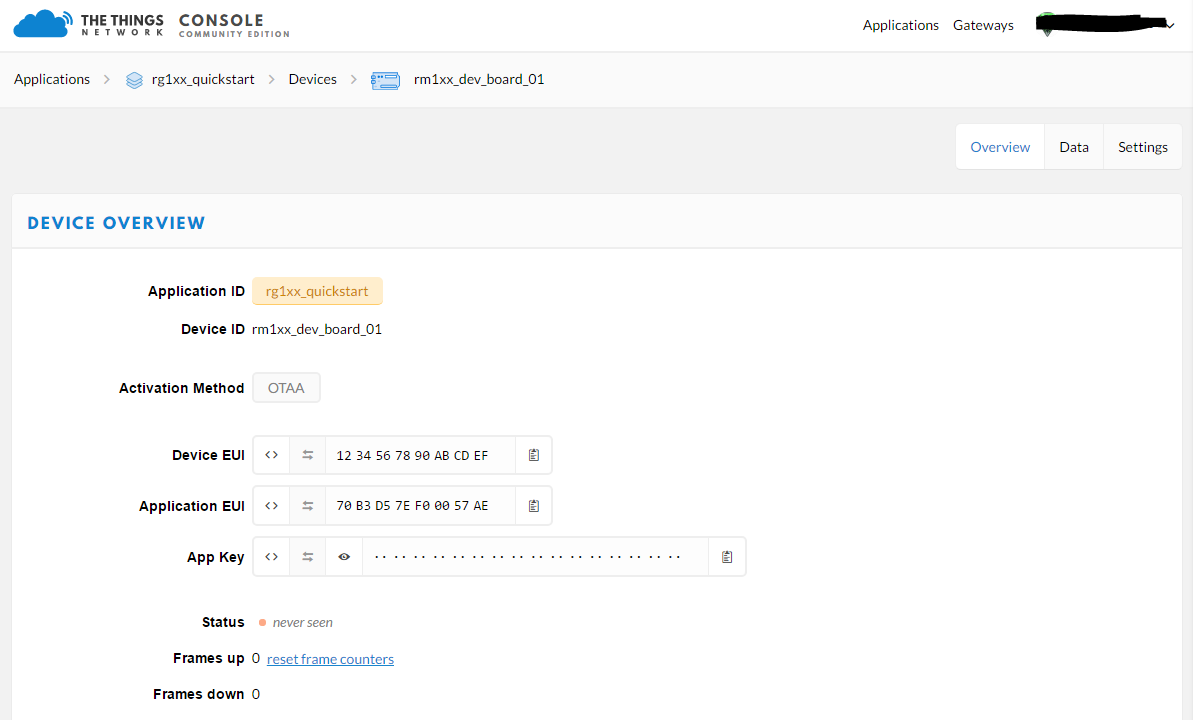 THE THINGS NETWORK CONSOLE COMMUNITY EDITION
Applications Gateways
Applications > rg1xx_quickstart > Devices > rm1xx_dev_board_01
Overview Data Settings
DEVICE OVERVIEW
Application ID rg1xx_quickstart
Device ID rm1xx_dev_board_01
Activation Method OTAA
Device EUI <> 12 34 56 78 90 AB CD EF
Application EUI <> 70 B3 D5 7E F0 00 57 AE
App Key <> ·· ·· ·· ·· ·· ·· ·· ·· ·· ·· ·· ·· ·· ·· ·· ··
Status never seen
Frames up 0 reset frame counters
Frames down 0